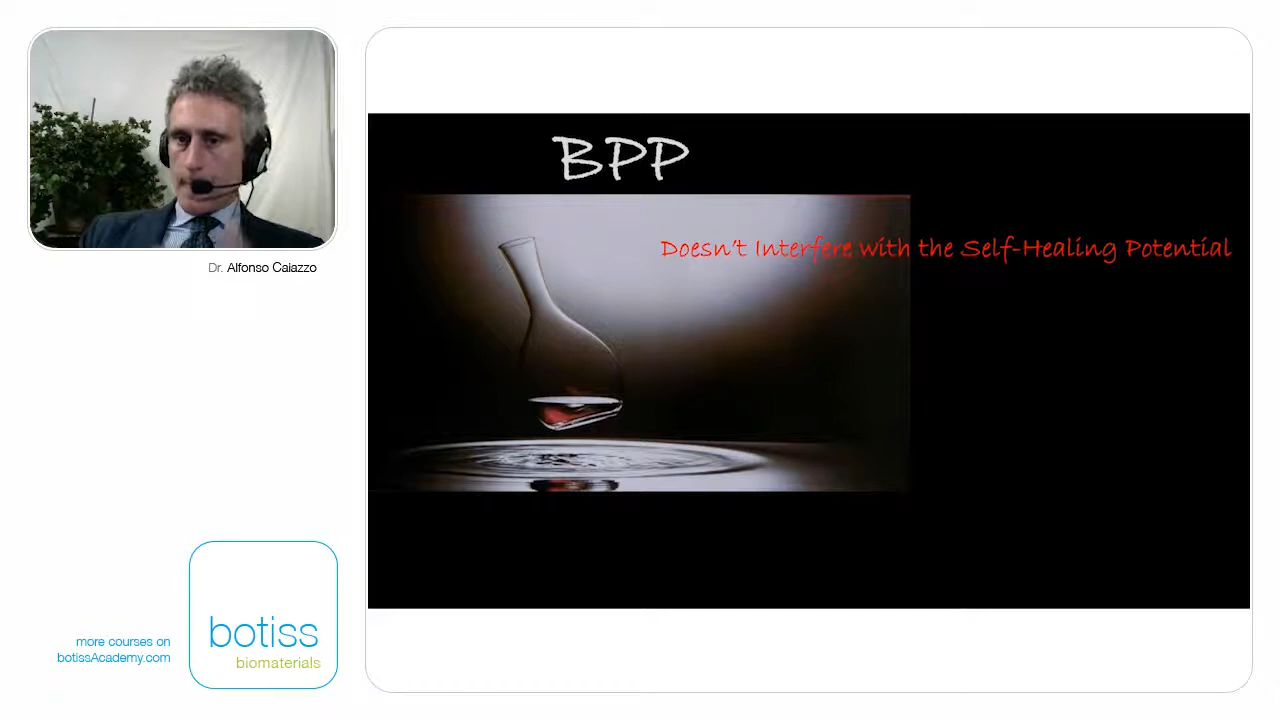 Dr. Alfonso Caiazzo
BPP
Doesn't Interfere with the Self-Healing Potential
more courses on
botissAcademy.com
botiss
biomaterials